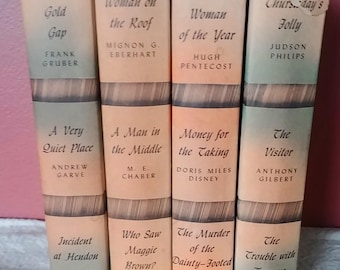 Gold
Gap
FRANK
GRUBER
A Very
Quiet Place
ANDREW
GARVE
Incident
at Hendon
Woman on
the Roof
MIGNON G.
EBERHART
A Man in
the Middle
M. E.
CHABER
Who Saw
Maggie
Brown?
Woman
of the Year
HUGH
PENTECOST
Money for
the Taking
DORIS MILES
DISNEY
The Murder
of the
Dainty-Footed
Thursday's
Folly
JUDSON
PHILIPS
The
Visitor
ANTHONY
GILBERT
The
Trouble with